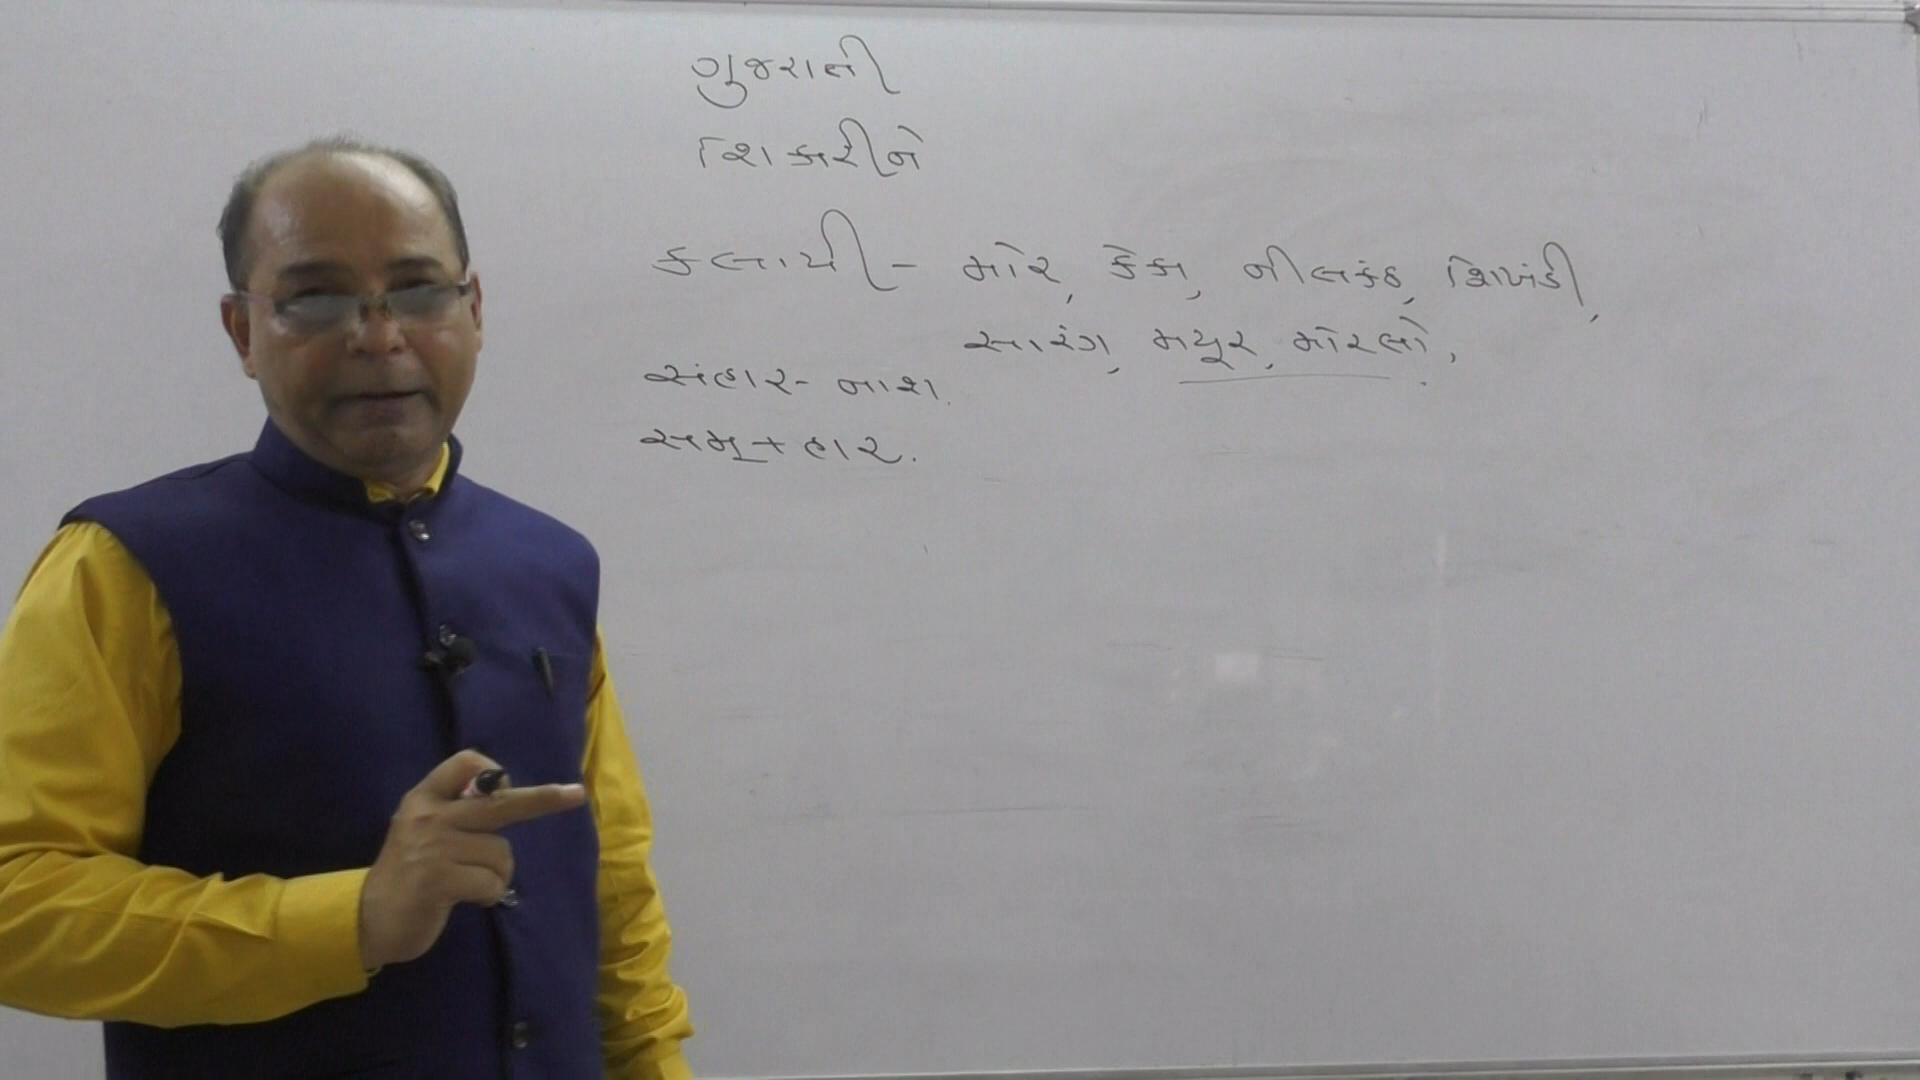 ગુજરાતી
શિકારીને
કલાપી - મોર, કેકા, નીલકંઠ, શિખંડી,
સારંગ, મયૂર, મોરલો,
સંહાર - નાશ.
સમ્ + હાર.